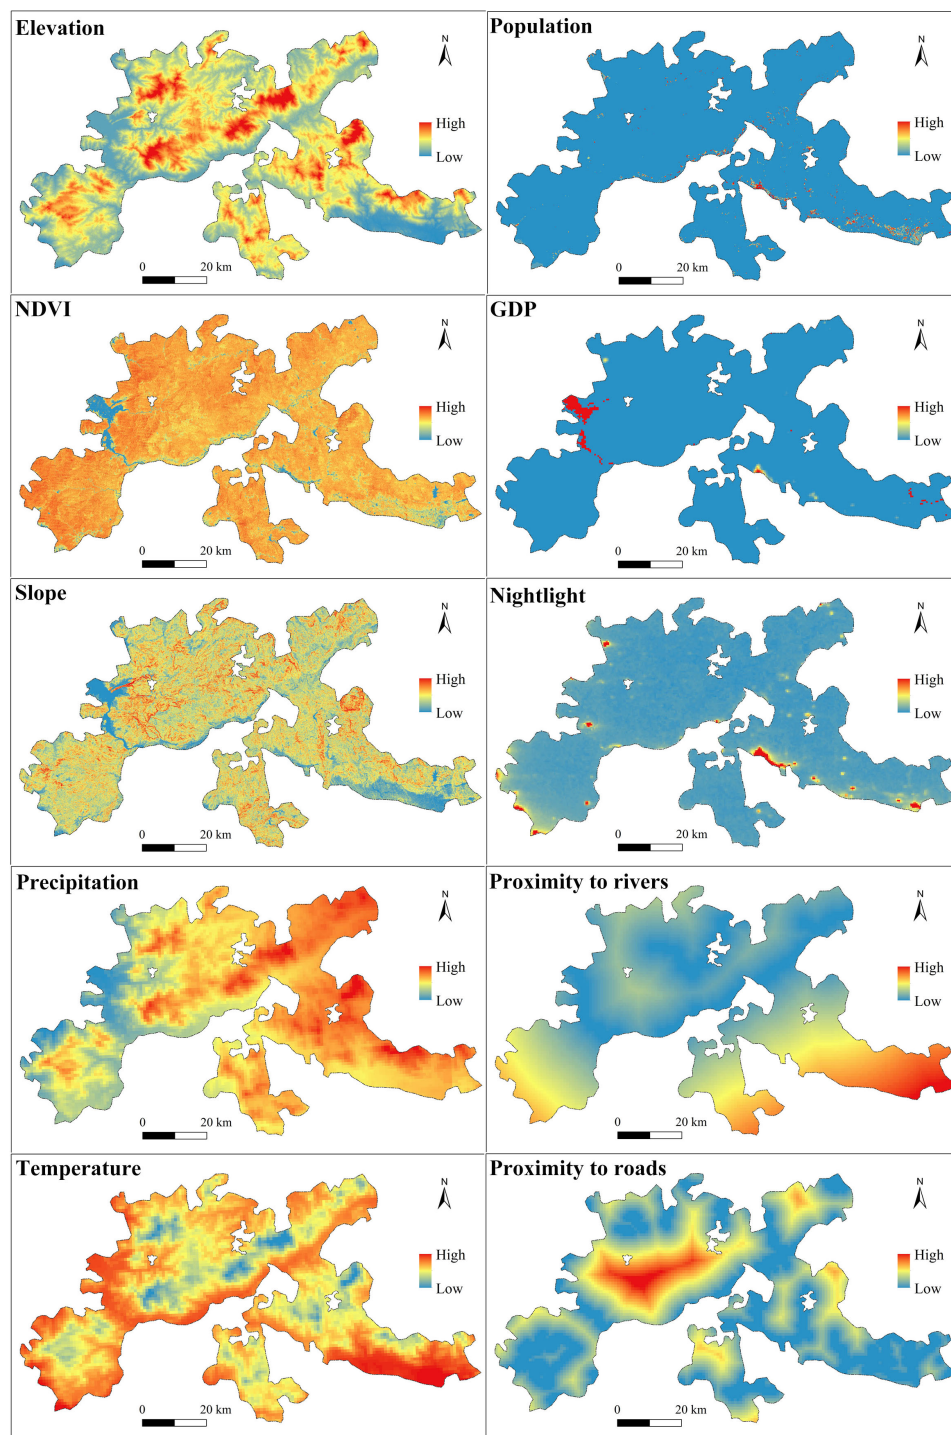 Elevation
N
High
Low
0 20 km
Population
N
High
Low
0 20 km
NDVI
N
High
Low
0 20 km
GDP
N
High
Low
0 20 km
Slope
N
High
Low
0 20 km
Nightlight
N
High
Low
0 20 km
Precipitation
N
High
Low
0 20 km
Proximity to rivers
N
High
Low
0 20 km
Temperature
N
High
Low
0 20 km
Proximity to roads
N
High
Low
0 20 km